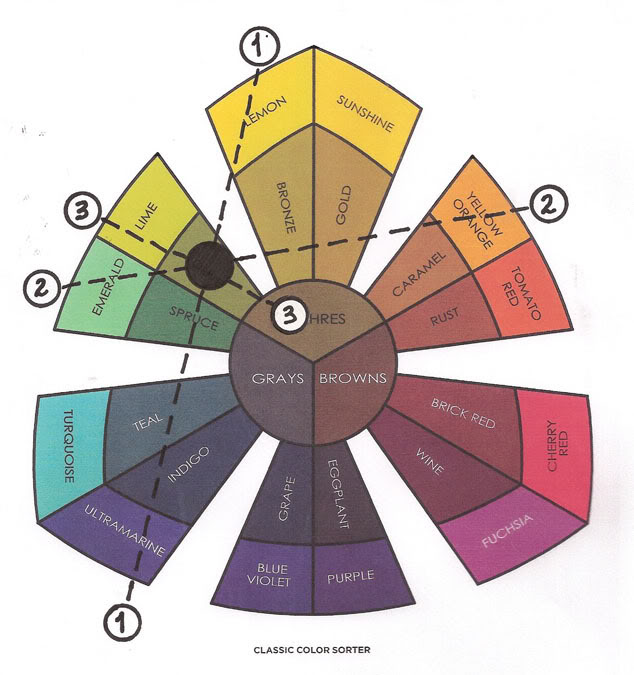 1
LEMON
SUNSHINE
3
LIME
BRONZE
GOLD
YELLOW
ORANGE
2
2
EMERALD
SPRUCE
3
HRES
CARAMEL
RUST
TOMATO
RED
GRAYS
BROWNS
TURQUOISE
TEAL
INDIGO
ULTRAMARINE
GRAPE
EGGPLANT
BLUE
VIOLET
PURPLE
BRICK RED
WINE
CHERRY
RED
FUCHSIA
1
CLASSIC COLOR SORTER